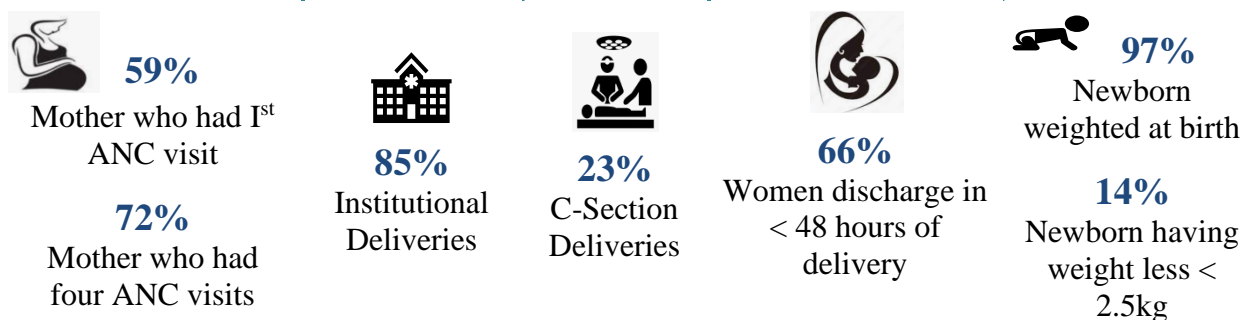 59%
Mother who had Ist
ANC visit
72%
Mother who had
four ANC visits
85%
Institutional
Deliveries
23%
C-Section
Deliveries
66%
Women discharge in
< 48 hours of
delivery
97%
Newborn
weighted at birth
14%
Newborn having
weight less <
2.5kg